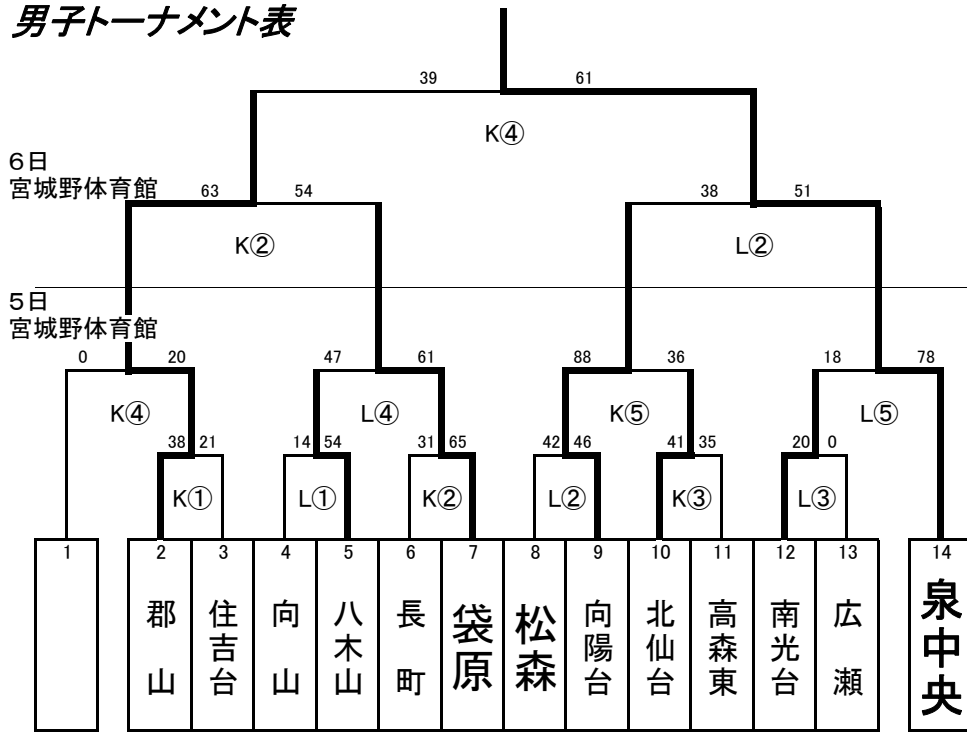 男子トーナメント表
39 61
K④
6日
宮城野体育館
63 54 38 51
K② L②
5日
宮城野体育館
0 20 47 61 88 36 18 78
K④ L④ K⑤ L⑤
38 21 14 54 31 65 42 46 41 35 20 0
K① L① K② L② K③ L③
1 2 3 4 5 6 7 8 9 10 11 12 13 14
郡山 住吉台 向山 八木山 長町 袋原 松森 向陽台 北仙台 高森東 南光台 広瀬 泉中央